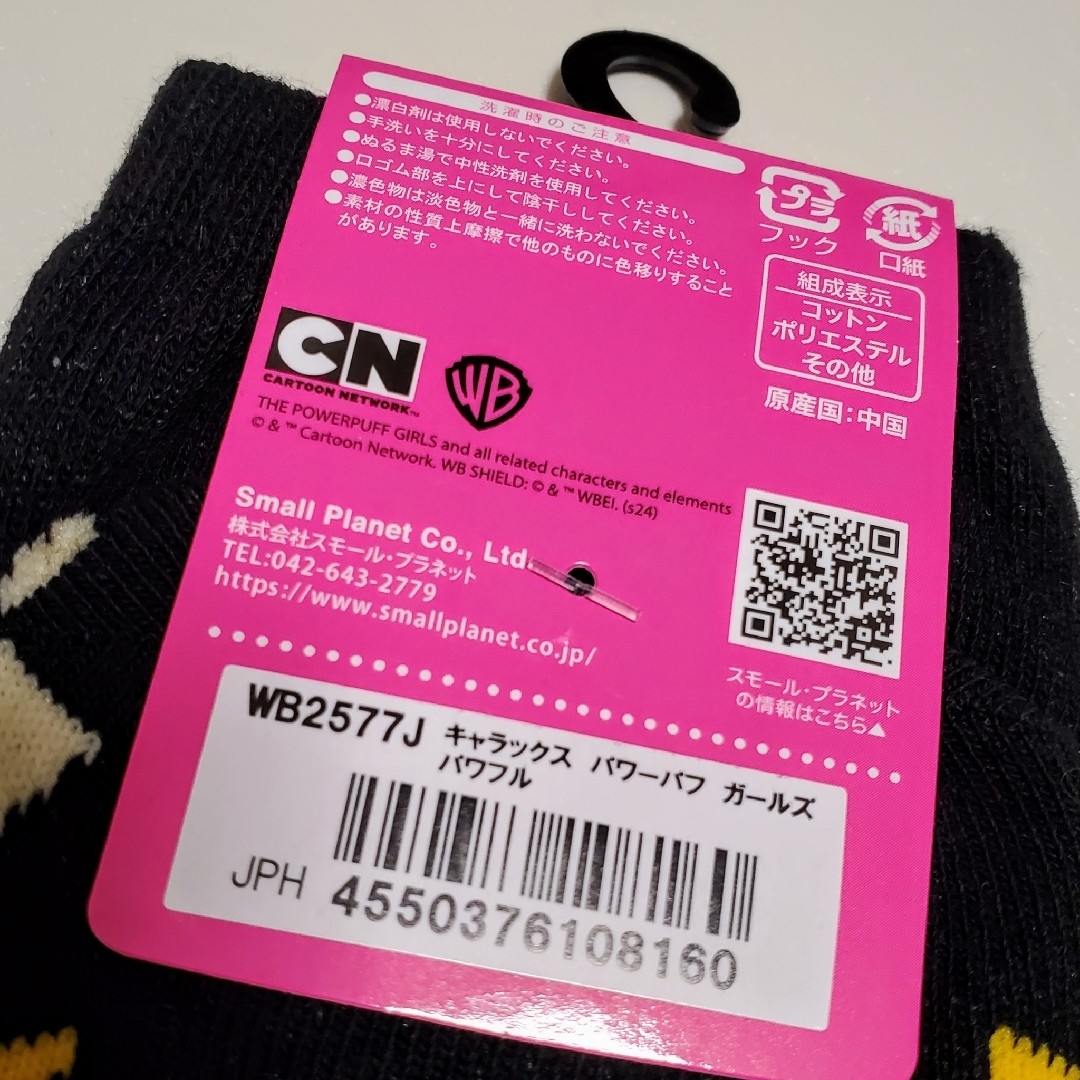 洗濯時のご注意
●漂白剤は使用しないでください。
●手洗いを十分にしてください。
●ぬるま湯で中性洗剤を使用してください。
●口ゴム部を上にして陰干ししてください。
●濃色物は淡色物と一緒に洗わないでください。
●素材の性質上摩擦で他のものに色移りすること
があります。
プラ
フック
紙
口紙
組成表示
コットン
ポリエステル
その他
原産国:中国
CN
CARTOON NETWORK™
WB
THE POWERPUFF GIRLS and all related characters and elements
© & ™ Cartoon Network. WB SHIELD: © & ™ WBEI. (s24)
Small Planet Co., Ltd.
株式会社スモール・プラネット
TEL:042-643-2779
https://www.smallplanet.co.jp/
スモール・プラネット
の情報はこちら▲
WB2577J キャラックス パワーパフ ガールズ
パワフル
JPH 4550376108160